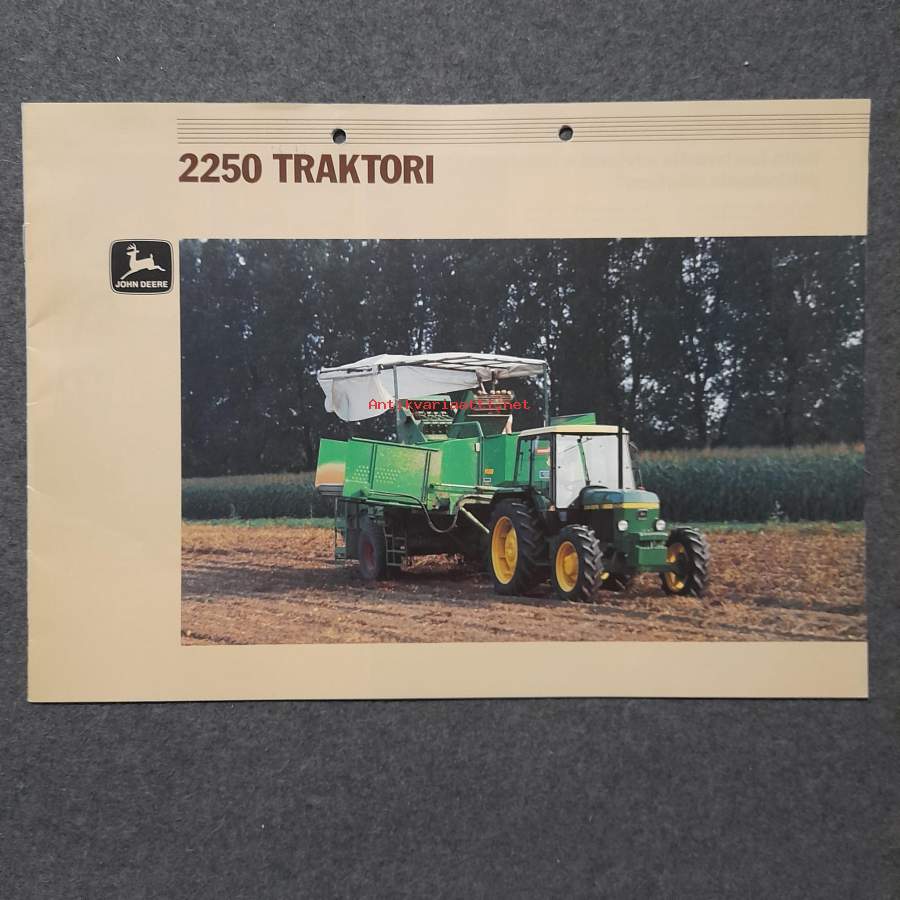 2250 TRAKTORI
JOHN DEERE
Antikvariaatti.net